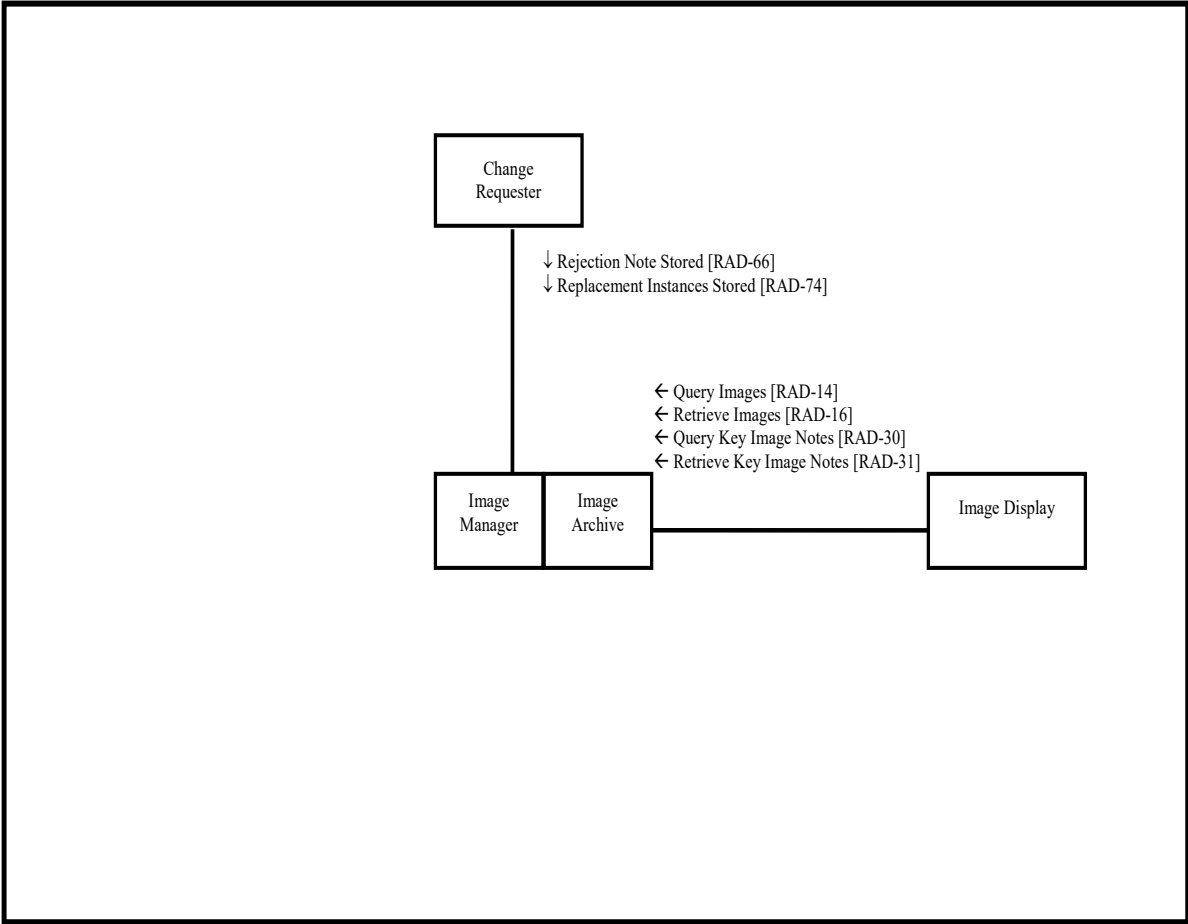 Change
Requester
↓ Rejection Note Stored [RAD-66]
↓ Replacement Instances Stored [RAD-74]
← Query Images [RAD-14]
← Retrieve Images [RAD-16]
← Query Key Image Notes [RAD-30]
← Retrieve Key Image Notes [RAD-31]
Image
Manager
Image
Archive
Image Display